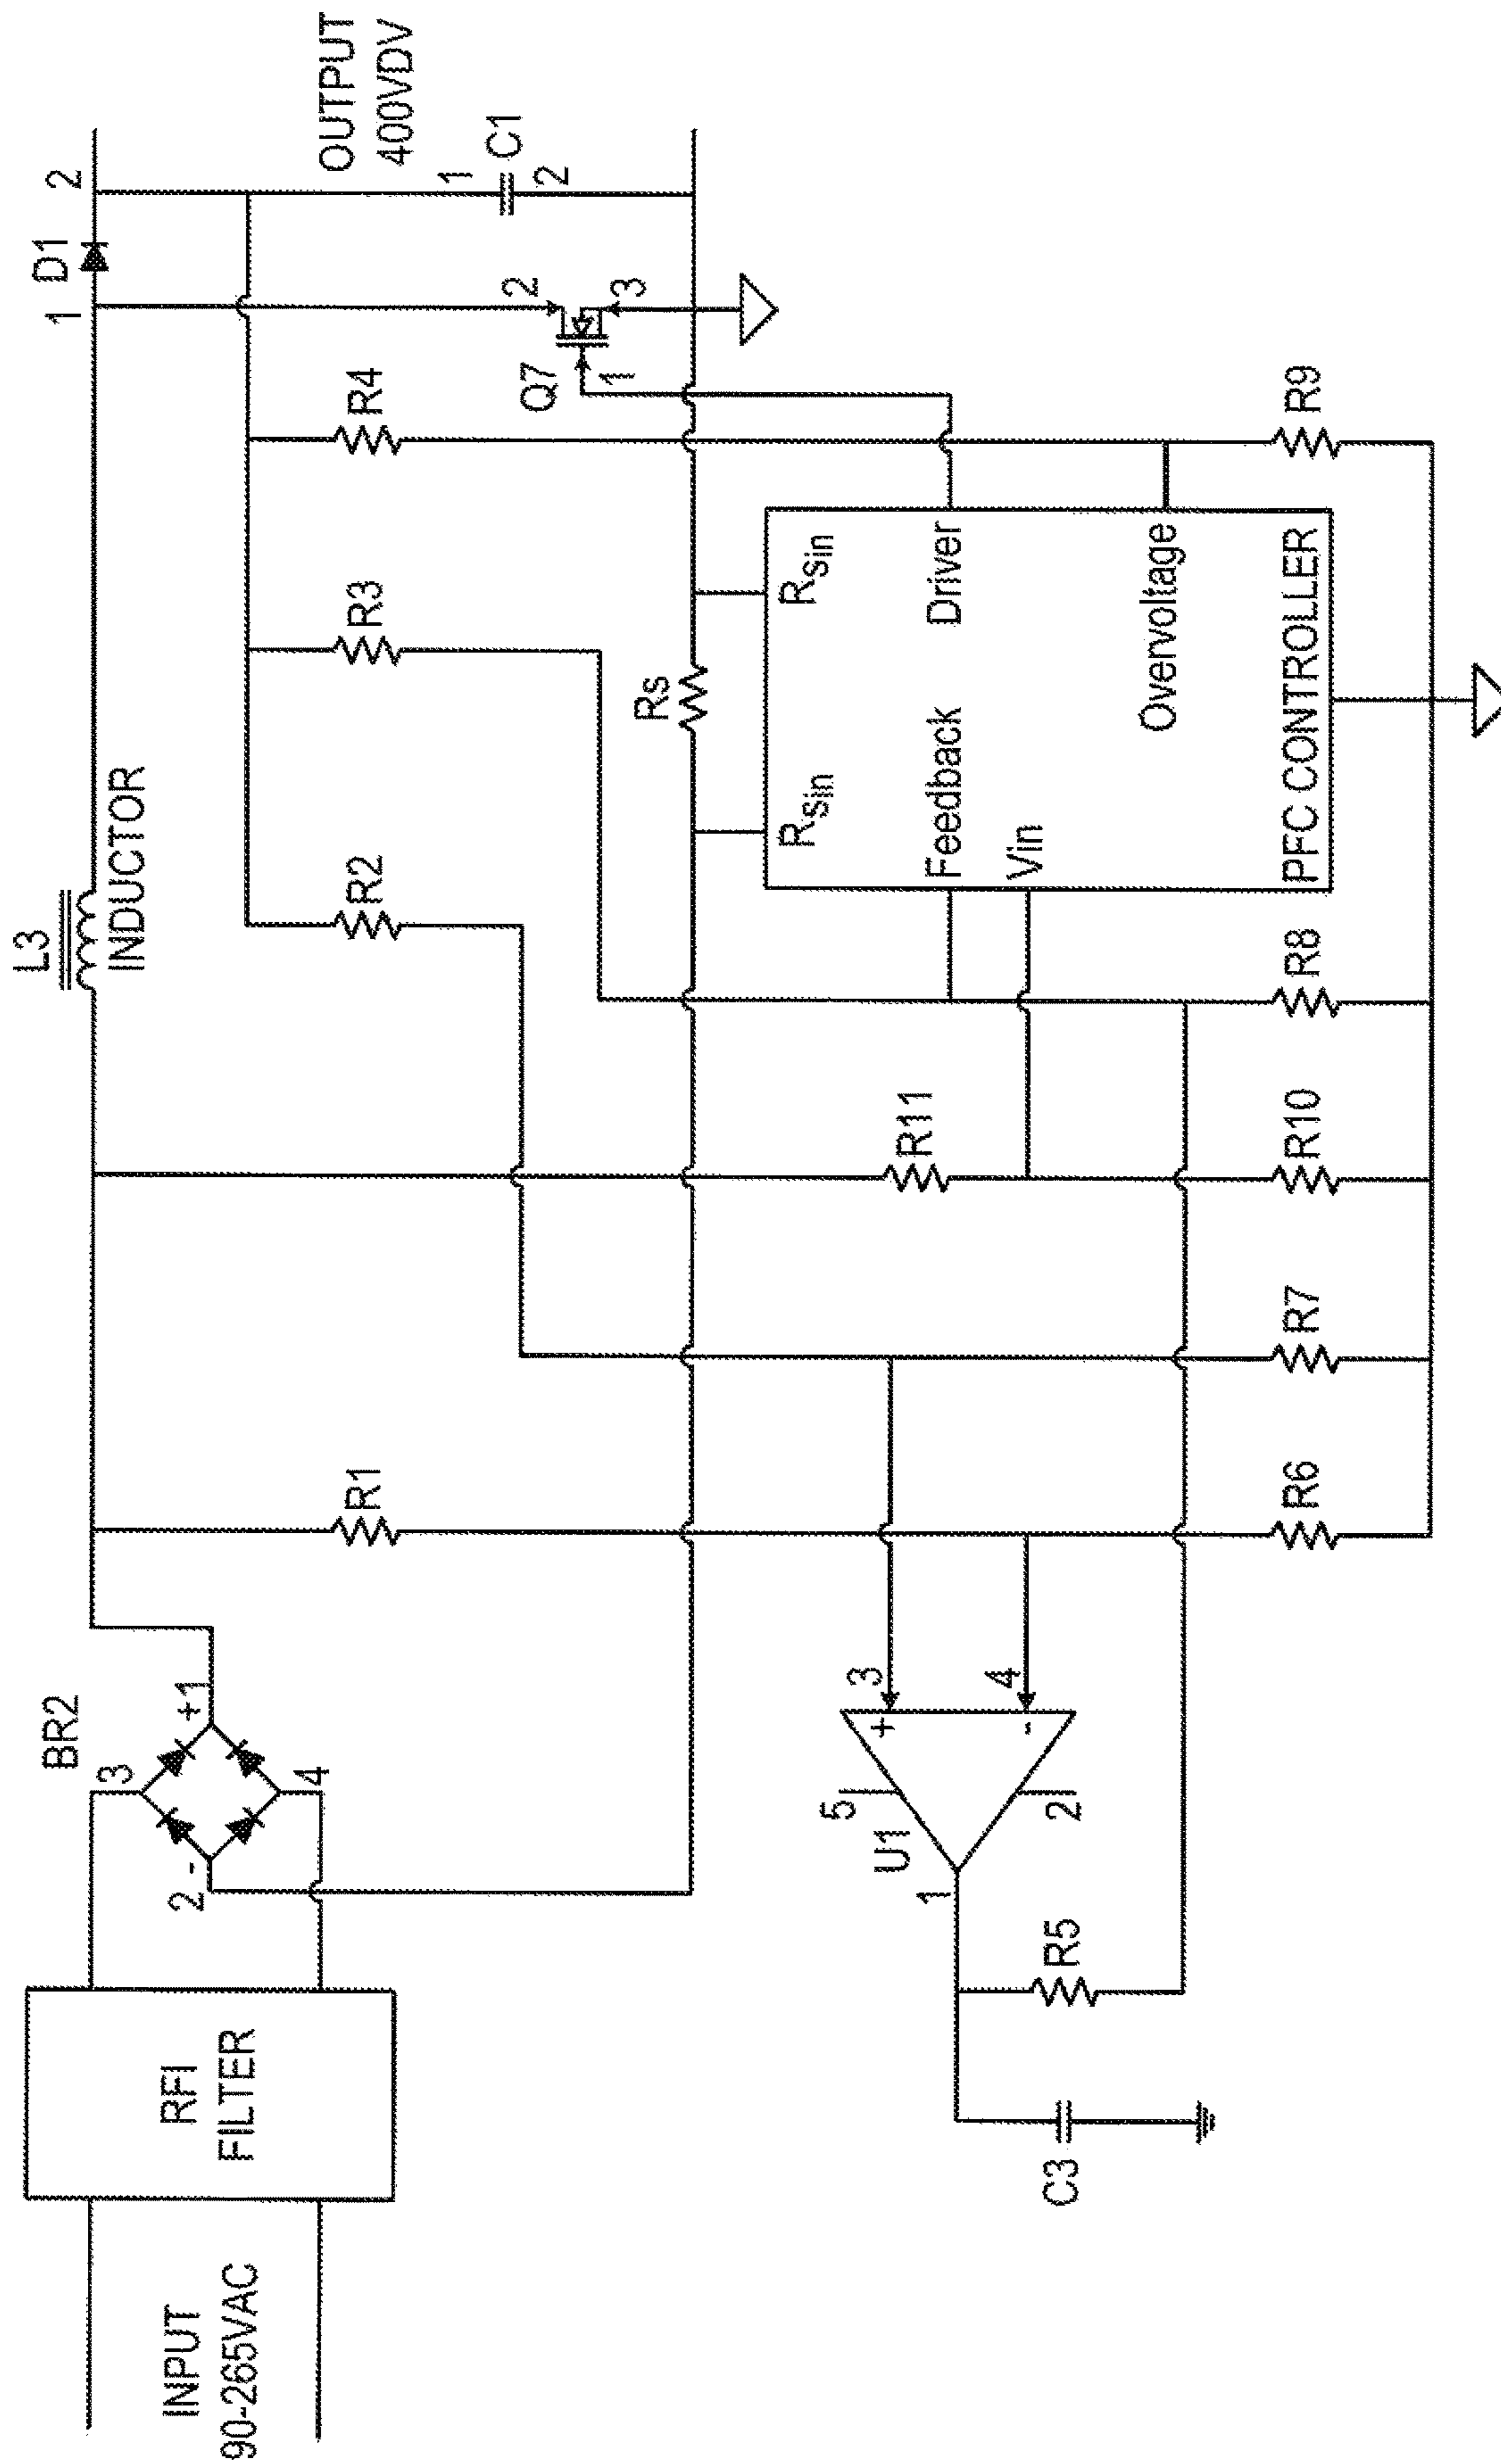 INPUT
90-265VAC
RFI
FILTER
BR2
3
+1
2 -
4
L3
INDUCTOR
1
D1
2
OUTPUT
400VDV
1
C1
2
R1
R2
R3
R4
Q7
2
1
3
Rs
R11
Rsin
Rsin
Feedback
Driver
Vin
Overvoltage
PFC CONTROLLER
U1
5
3
+
4
-
2
1
R5
C3
R6
R7
R10
R8
R9